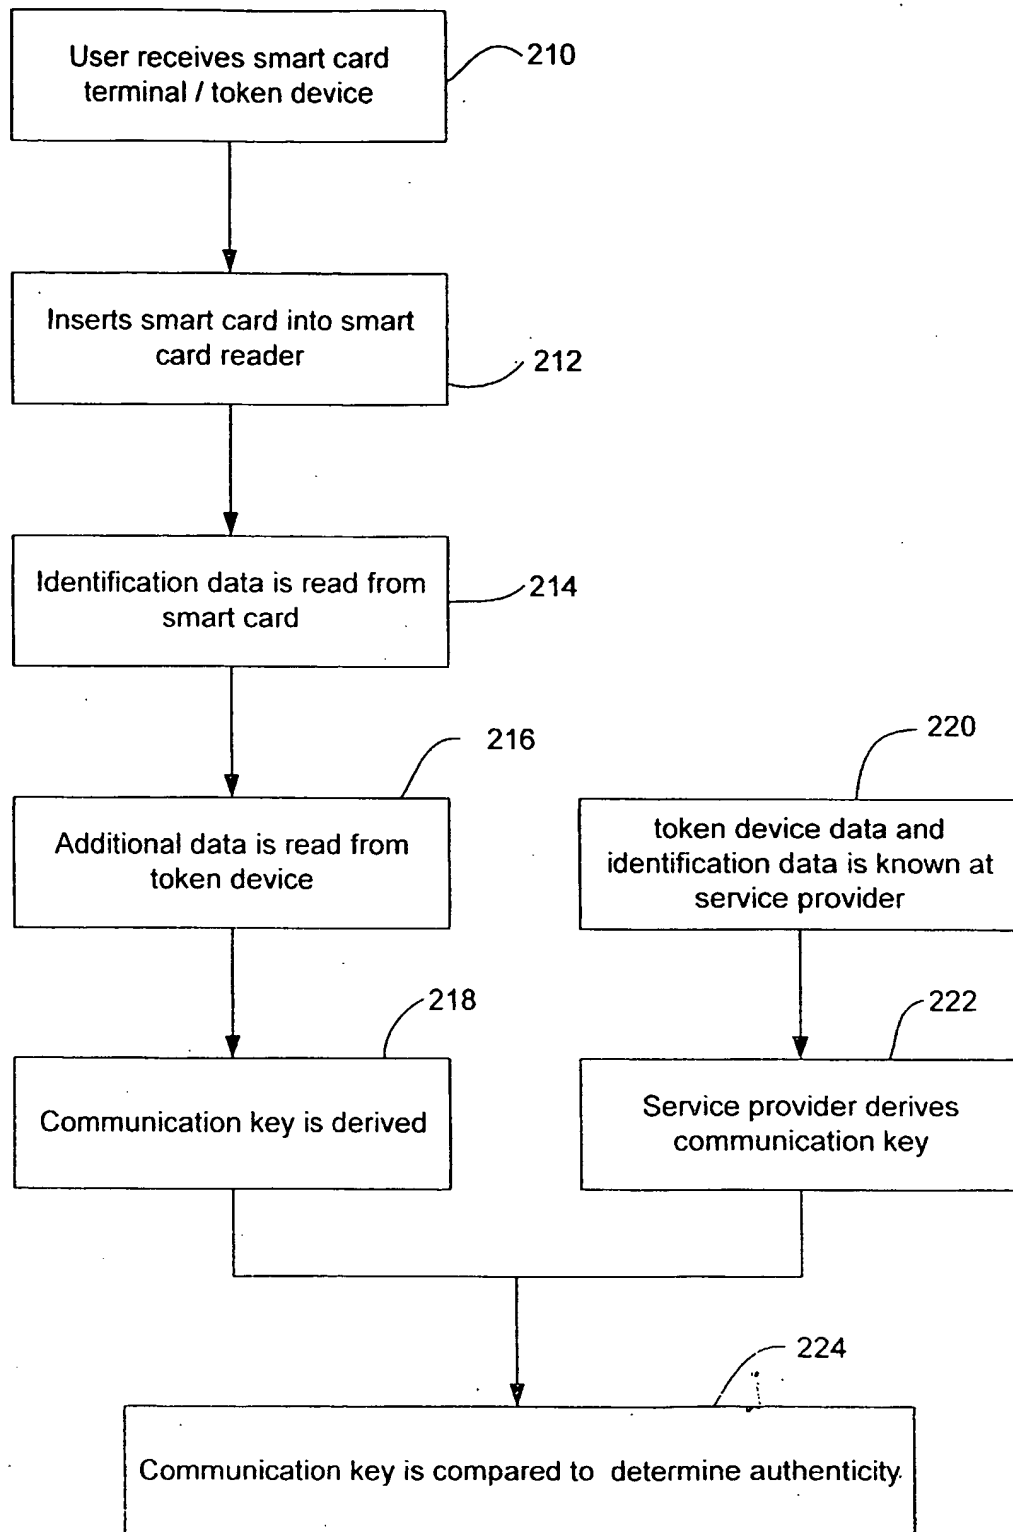 User receives smart card
terminal / token device
210
Inserts smart card into smart
card reader
212
Identification data is read from
smart card
214
216
Additional data is read from
token device
220
token device data and
identification data is known at
service provider
218
Communication key is derived
222
Service provider derives
communication key
224
Communication key is compared to determine authenticity.